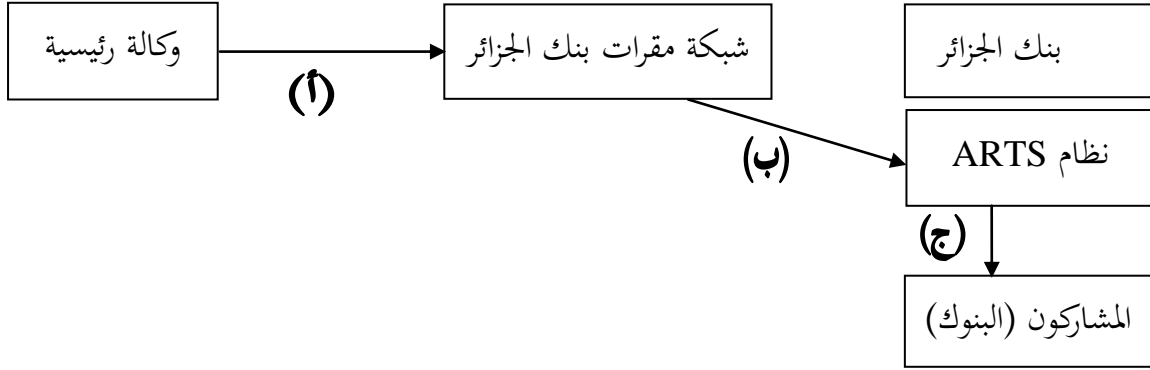 بنك الجزائر
شبكة مقرات بنك الجزائر
وكالة رئيسية
(أ)
(ب)
نظام ARTS
(ج)
المشاركون (البنوك)